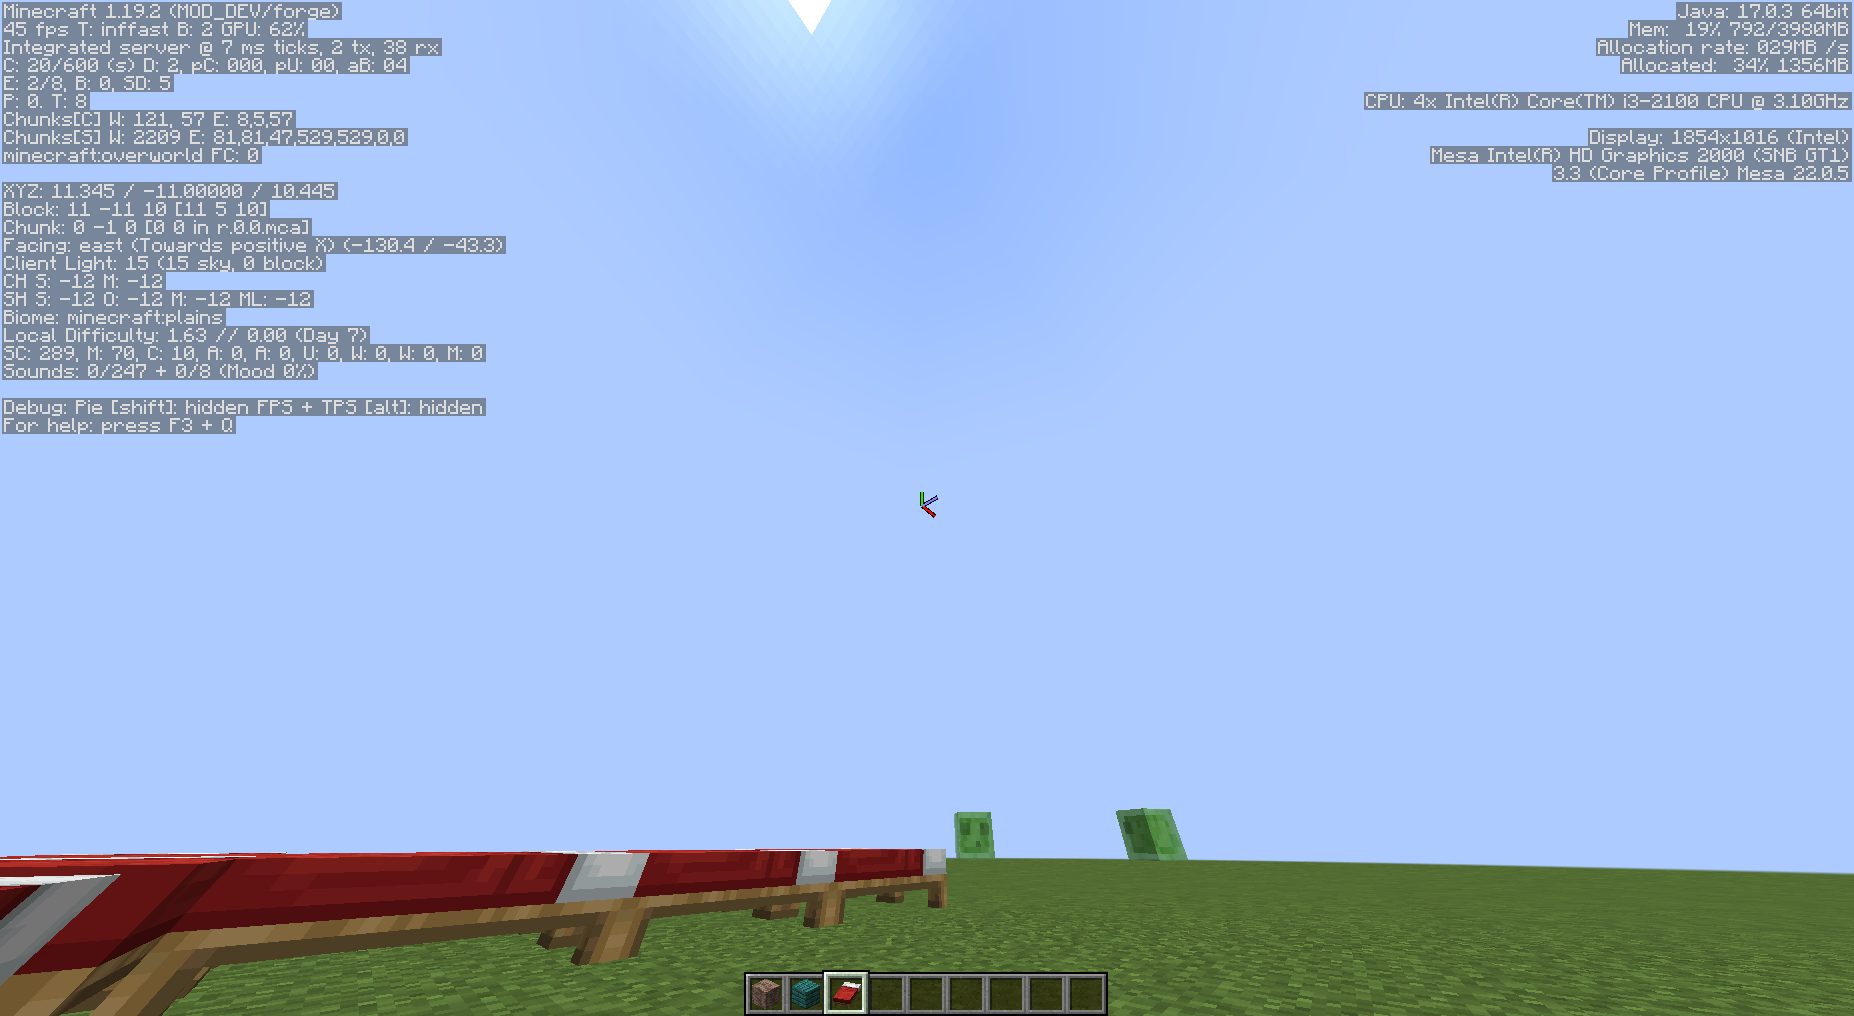 Minecraft 1.19.2 (MOD_DEV/forge)
45 fps T: inffast B: 2 GPU: 62%
Integrated server @ 7 ms ticks, 2 tx, 38 rx
C: 20/600 (s) D: 2, pC: 000, pU: 00, aB: 04
E: 2/8, B: 0, SD: 5
P: 0. T: 8
Chunks[C] W: 121, 57 E: 8,5,57
Chunks[S] W: 2209 E: 81,81,47,529,529,0,0
minecraft:overworld FC: 0
XYZ: 11.345 / -11.00000 / 10.445
Block: 11 -11 10 [11 5 10]
Chunk: 0 -1 0 [0 0 in r.0.0.mca]
Facing: east (Towards positive X) (-130.4 / -43.3)
Client Light: 15 (15 sky, 0 block)
CH S: -12 M: -12
SH S: -12 O: -12 M: -12 ML: -12
Biome: minecraft:plains
Local Difficulty: 1.63 // 0.00 (Day 7)
SC: 289, M: 70, C: 10, A: 0, A: 0, U: 0, W: 0, W: 0, M: 0
Sounds: 0/247 + 0/8 (Mood 0%)
Debug: Pie [shift]: hidden FPS + TPS [alt]: hidden
For help: press F3 + Q
Java: 17.0.3 64bit
Mem: 19% 792/3980MB
Allocation rate: 029MB /s
Allocated: 34% 1356MB
CPU: 4x Intel(R) Core(TM) i3-2100 CPU @ 3.10GHz
Display: 1854x1016 (Intel)
Mesa Intel(R) HD Graphics 2000 (SNB GT1)
3.3 (Core Profile) Mesa 22.0.5